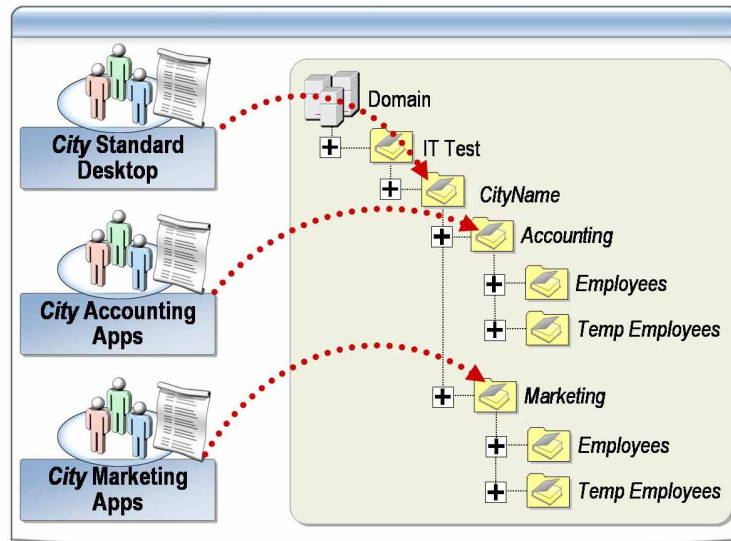 City Standard
Desktop
City Accounting
Apps
City Marketing
Apps
Domain
IT Test
CityName
Accounting
Employees
Temp Employees
Marketing
Employees
Temp Employees